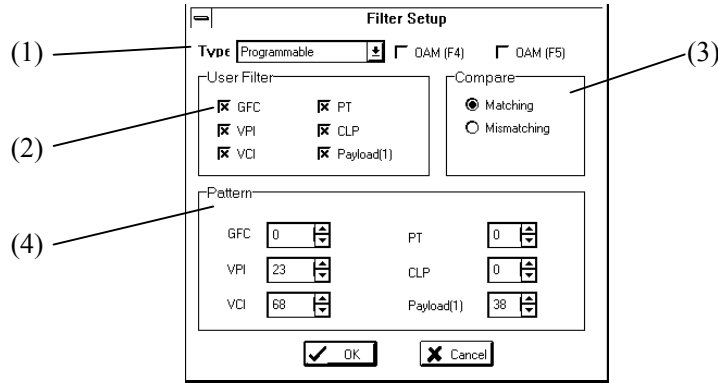 Filter Setup
(1) Type Programmable OAM (F4) OAM (F5) (3)
User Filter Compare
(2) GFC PT Matching
VPI CLP Mismatching
VCI Payload(1)
(4) Pattern
GFC 0 PT 0
VPI 23 CLP 0
VCI 68 Payload(1) 38
OK Cancel